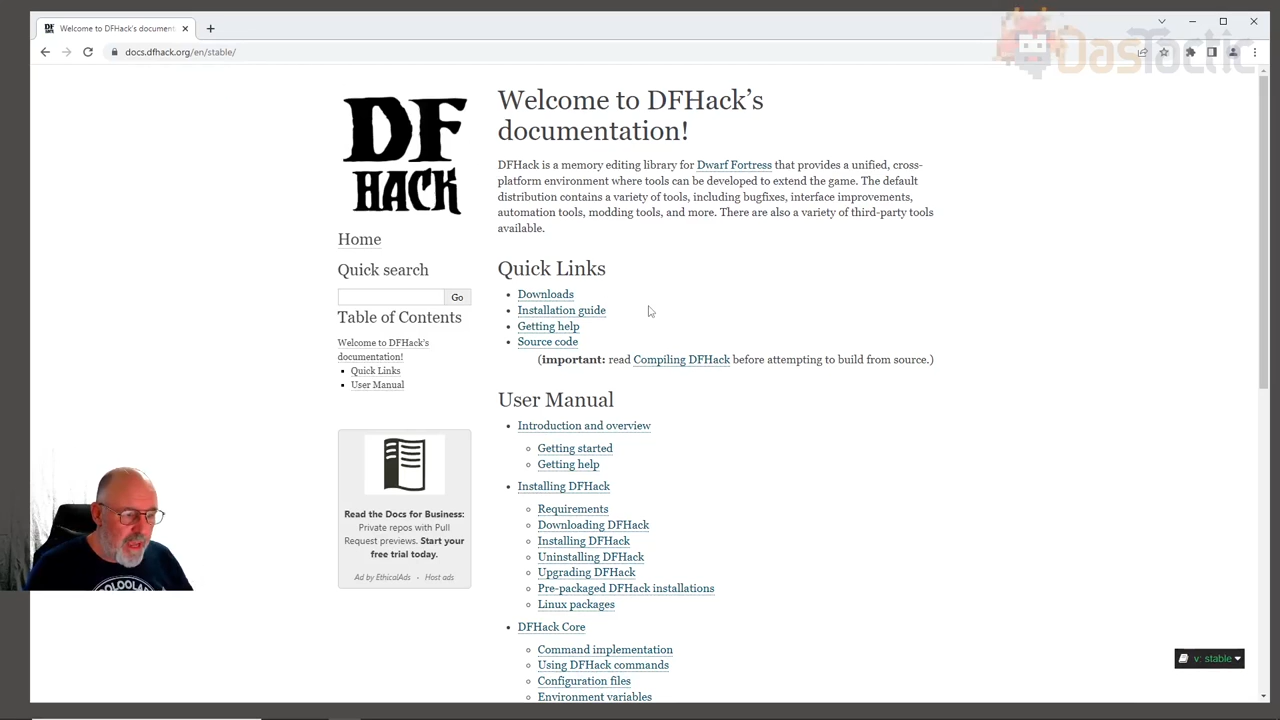 DasTactic
DF HACK
Welcome to DFHack's documenta
docs.dfhack.org/en/stable/
DF
HACK
Home
Quick search
Go
Table of Contents
Welcome to DFHack's
documentation!
Quick Links
User Manual
Read the Docs for Business:
Private repos with Pull
Request previews. Start your
free trial today.
Ad by EthicalAds · Host ads
Welcome to DFHack's
documentation!
DFHack is a memory editing library for Dwarf Fortress that provides a unified, cross-
platform environment where tools can be developed to extend the game. The default
distribution contains a variety of tools, including bugfixes, interface improvements,
automation tools, modding tools, and more. There are also a variety of third-party tools
available.
Quick Links
Downloads
Installation guide
Getting help
Source code
(important: read Compiling DFHack before attempting to build from source.)
User Manual
Introduction and overview
Getting started
Getting help
Installing DFHack
Requirements
Downloading DFHack
Installing DFHack
Uninstalling DFHack
Upgrading DFHack
Pre-packaged DFHack installations
Linux packages
DFHack Core
Command implementation
Using DFHack commands
Configuration files
Environment variables
v: stable